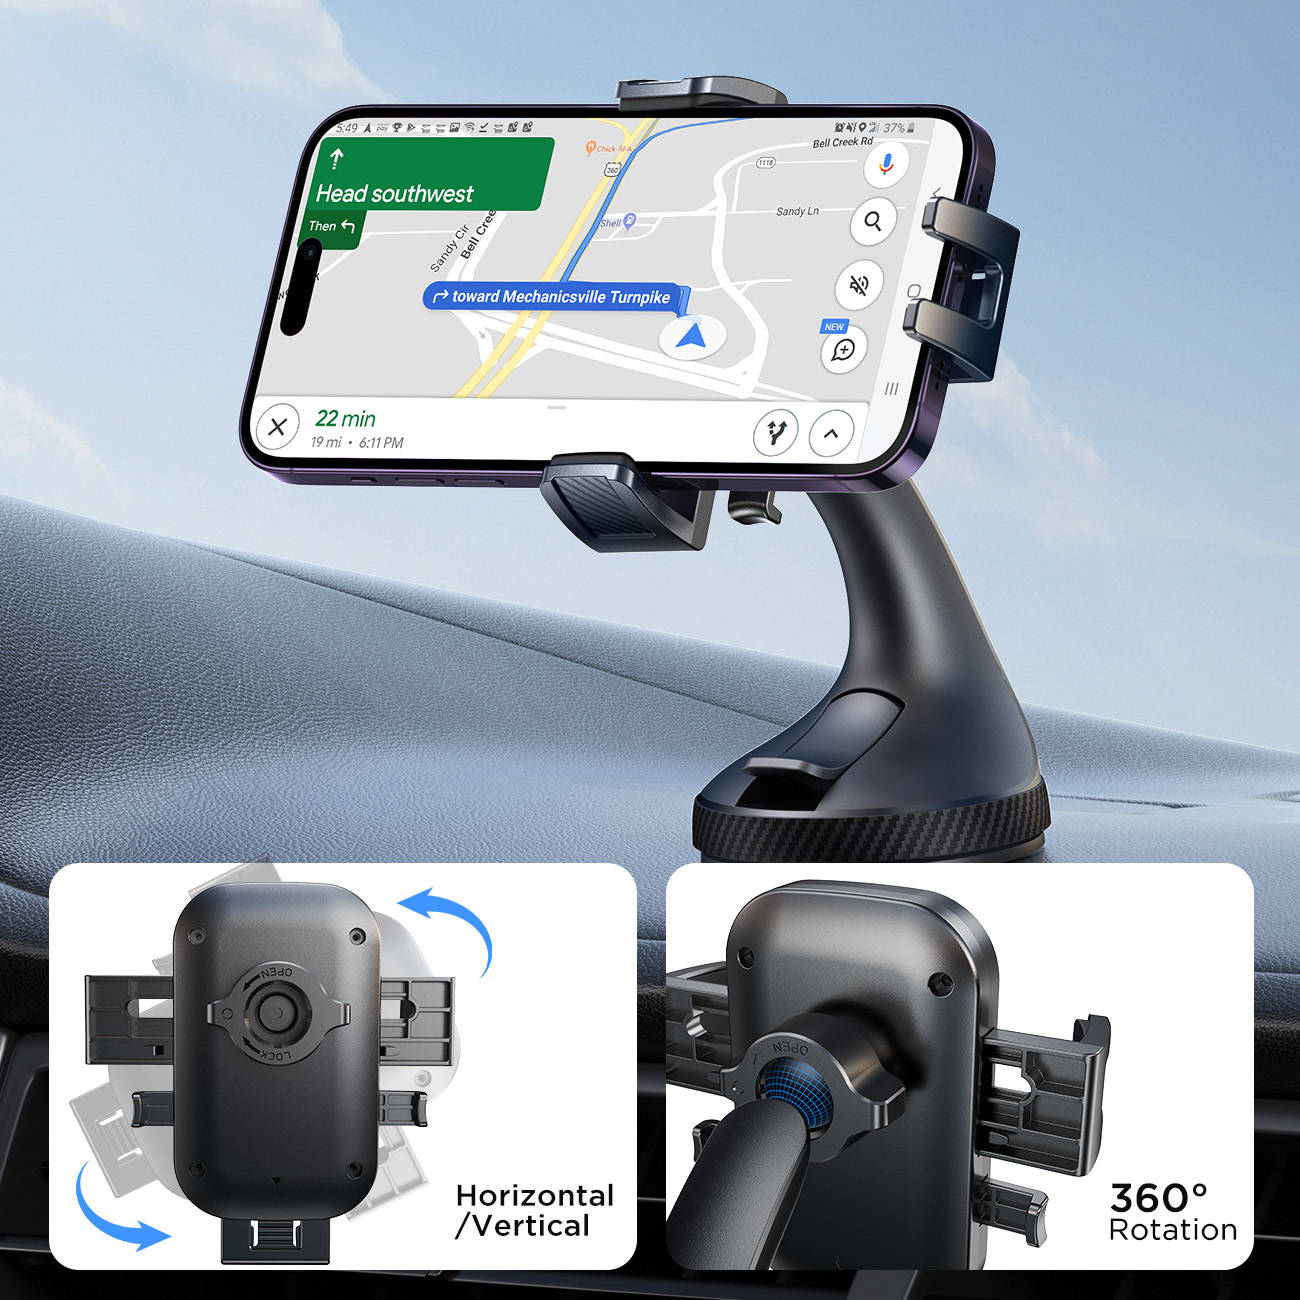 5:49
pay
37%
Head southwest
Then
Chick-fil-A
360
1118
Bell Creek Rd
Sandy Ln
Shell
Sandy Cir
Bell Cree
toward Mechanicsville Turnpike
NEW
22 min
19 mi • 6:11 PM
OPEN
LOCK
Horizontal
/Vertical
OPEN
360°
Rotation